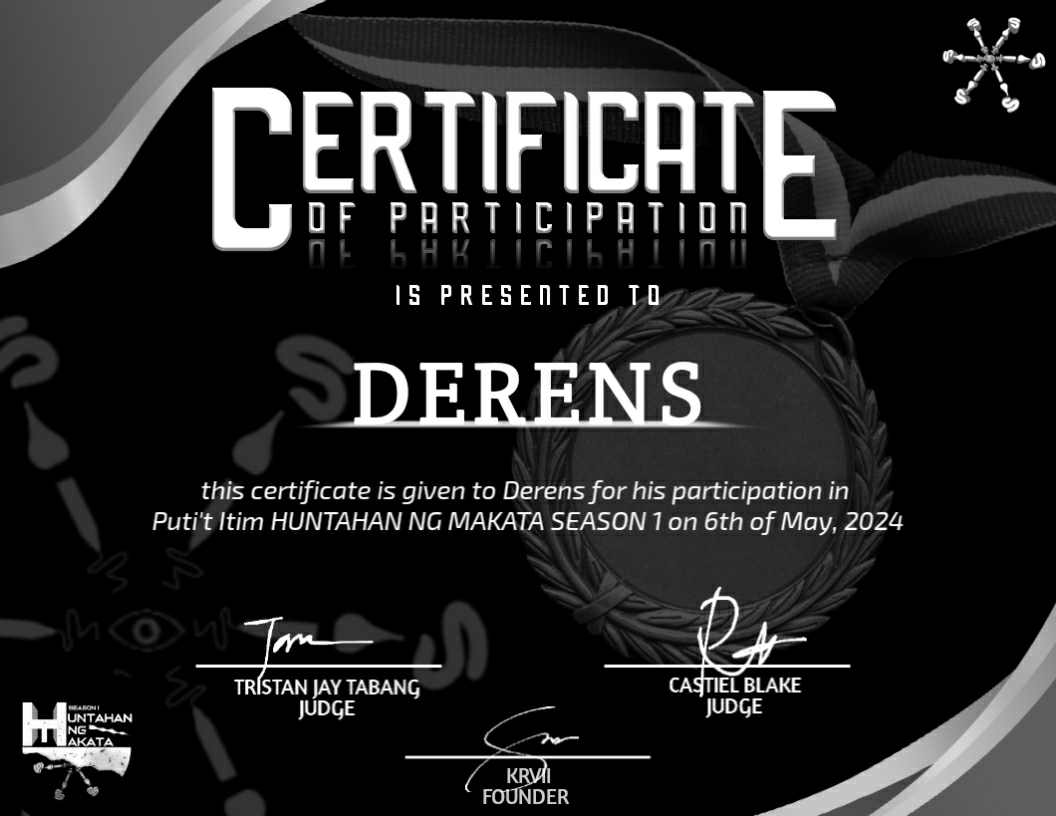 CERTIFICATE
OF PARTICIPATION
IS PRESENTED TO
DERENS
this certificate is given to Derens for his participation in
Puti't Itim HUNTAHAN NG MAKATA SEASON 1 on 6th of May, 2024
TRISTAN JAY TABANG
JUDGE
CASTIEL BLAKE
JUDGE
KRVII
FOUNDER
SEASON 1
HUNTAHAN
NG
MAKATA